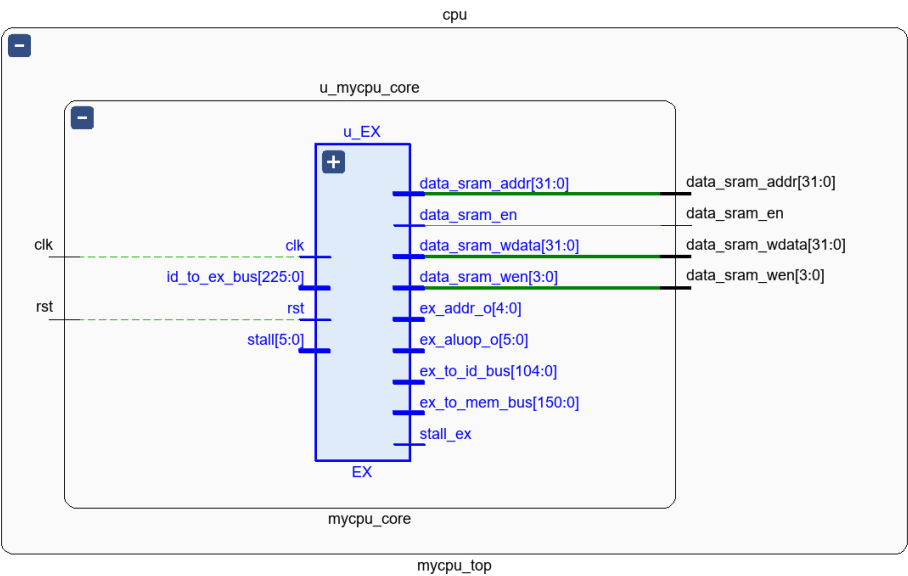 cpu
u_mycpu_core
u_EX
data_sram_addr[31:0]
data_sram_addr[31:0]
data_sram_en
data_sram_en
clk
clk
data_sram_wdata[31:0]
data_sram_wdata[31:0]
id_to_ex_bus[225:0]
data_sram_wen[3:0]
data_sram_wen[3:0]
rst
rst
ex_addr_o[4:0]
stall[5:0]
ex_aluop_o[5:0]
ex_to_id_bus[104:0]
ex_to_mem_bus[150:0]
stall_ex
EX
mycpu_core
mycpu_top